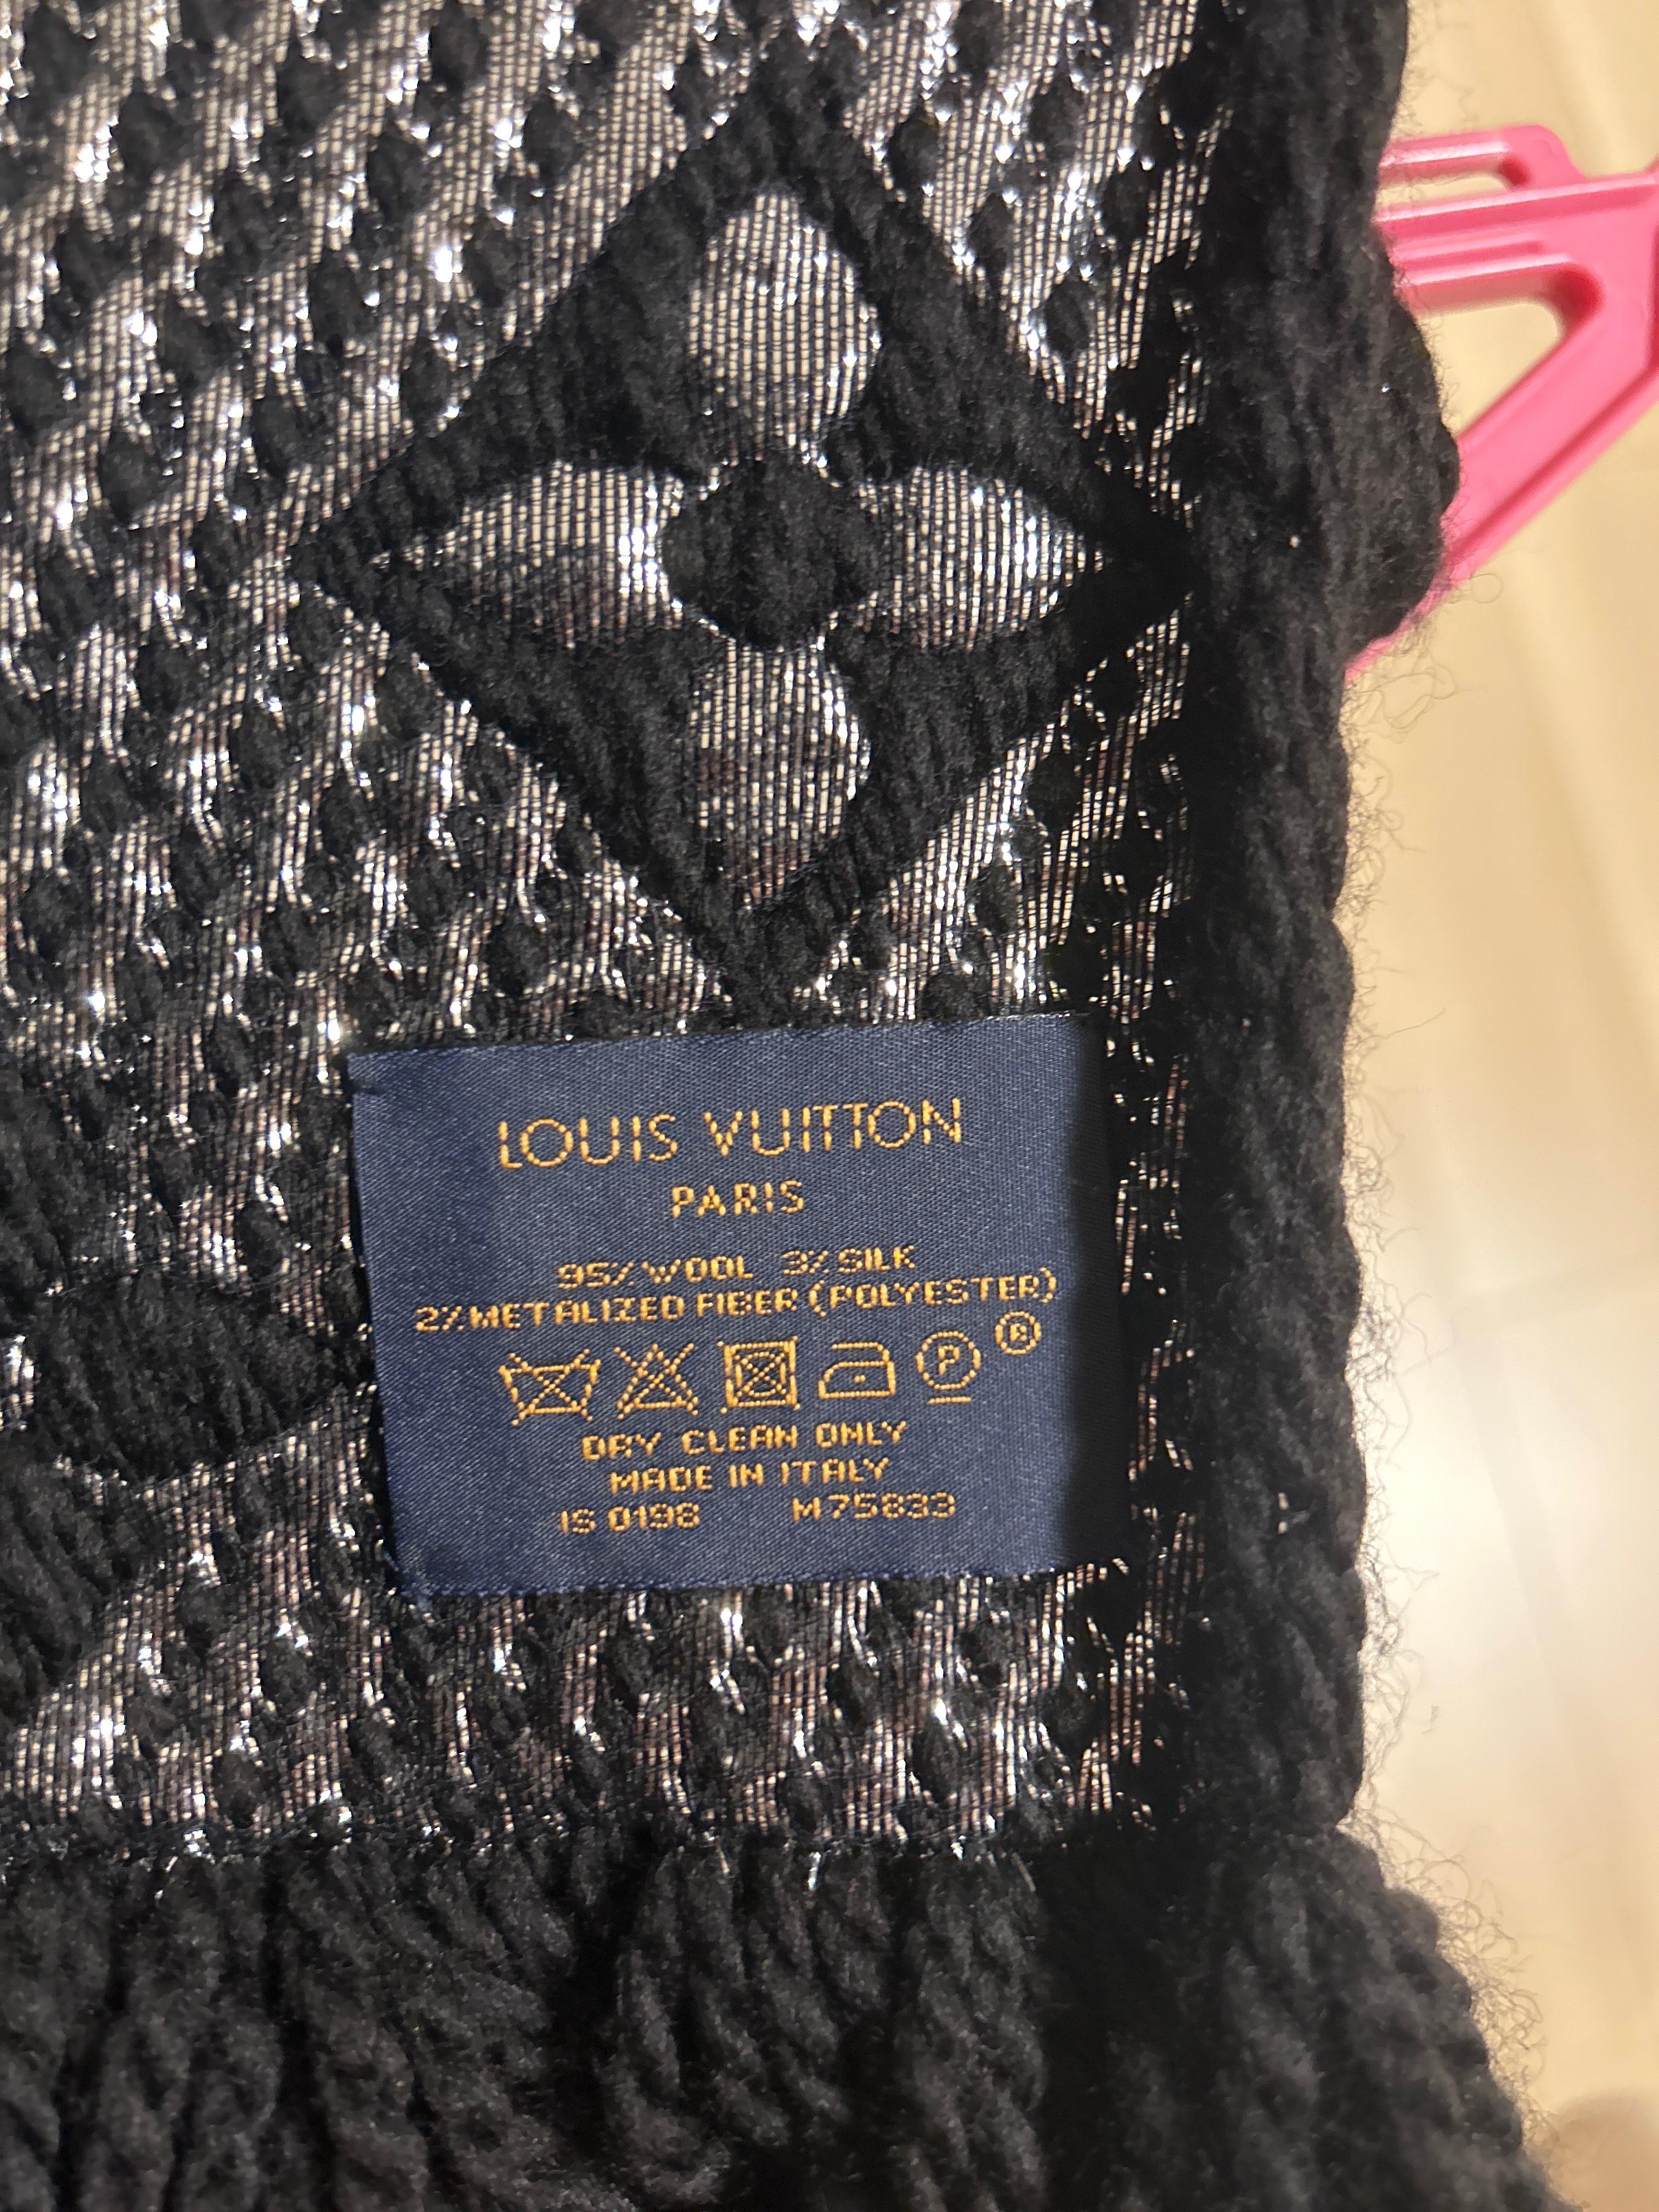 LOUIS VUITTON
PARIS
95% WOOL 3% SILK
2% METALIZED FIBER (POLYESTER)
P ®
DRY CLEAN ONLY
MADE IN ITALY
IS 0198 M75833